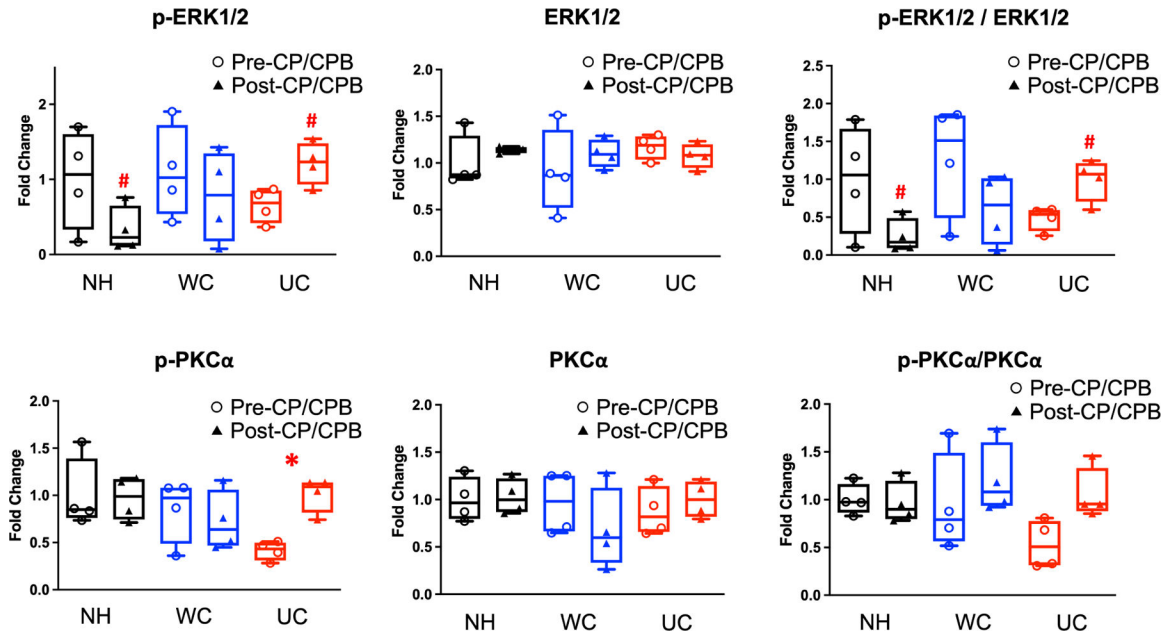 p-ERK1/2
Pre-CP/CPB
Post-CP/CPB
Fold Change
2
1
0
#
#
NH WC UC
ERK1/2
Pre-CP/CPB
Post-CP/CPB
Fold Change
2.0
1.5
1.0
0.5
0.0
NH WC UC
p-ERK1/2 / ERK1/2
Pre-CP/CPB
Post-CP/CPB
Fold Change
2.5
2.0
1.5
1.0
0.5
0.0
#
#
NH WC UC
p-PKCα
Pre-CP/CPB
Post-CP/CPB
Fold Change
2.0
1.5
1.0
0.5
0.0
*
NH WC UC
PKCα
Pre-CP/CPB
Post-CP/CPB
Fold Change
2.0
1.5
1.0
0.5
0.0
NH WC UC
p-PKCα/PKCα
Pre-CP/CPB
Post-CP/CPB
Fold Change
2.0
1.5
1.0
0.5
0.0
NH WC UC